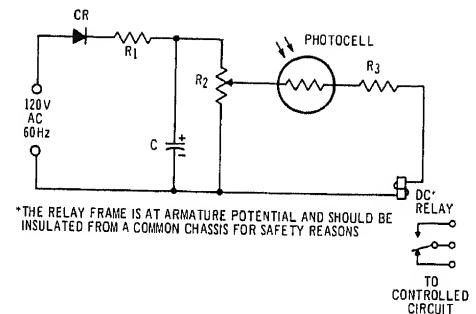 CR
R1
PHOTOCELL
R2
R3
120V
AC
60Hz
C
+
−
DC*
RELAY
*THE RELAY FRAME IS AT ARMATURE POTENTIAL AND SHOULD BE
INSULATED FROM A COMMON CHASSIS FOR SAFETY REASONS
TO
CONTROLLED
CIRCUIT